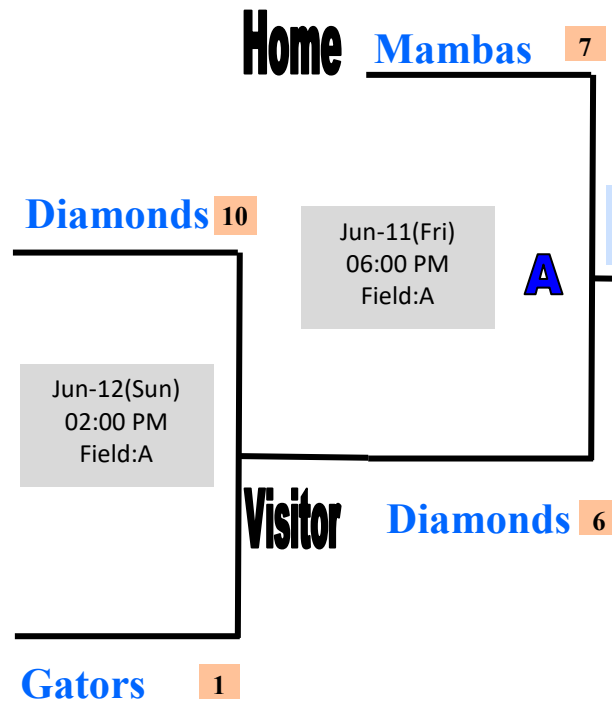 Home Mambas 7
Diamonds 10
Jun-11(Fri)
06:00 PM
Field:A
A
Jun-12(Sun)
02:00 PM
Field:A
Visitor Diamonds 6
Gators 1